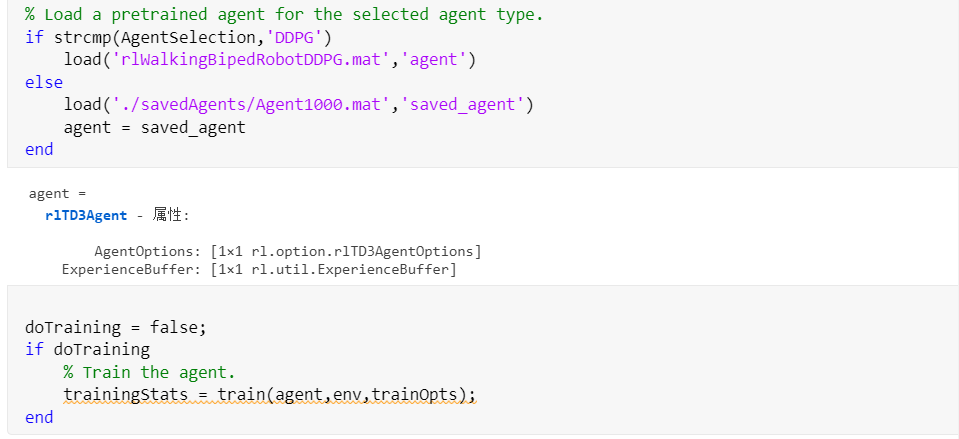 % Load a pretrained agent for the selected agent type.
if strcmp(AgentSelection,'DDPG')
    load('rlWalkingBipedRobotDDPG.mat','agent')
else
    load('./savedAgents/Agent1000.mat','saved_agent')
    agent = saved_agent
end
agent =
  rlTD3Agent - 属性:
        AgentOptions: [1×1 rl.option.rlTD3AgentOptions]
    ExperienceBuffer: [1×1 rl.util.ExperienceBuffer]
doTraining = false;
if doTraining
    % Train the agent.
    trainingStats = train(agent,env,trainOpts);
end